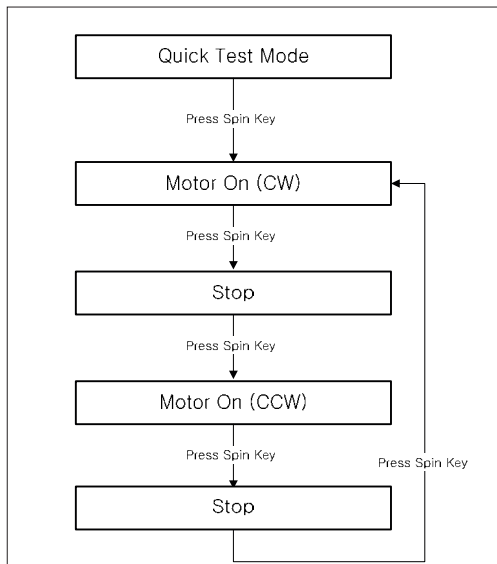 Quick Test Mode
Press Spin Key
Motor On (CW)
Press Spin Key
Stop
Press Spin Key
Motor On (CCW)
Press Spin Key
Press Spin Key
Stop